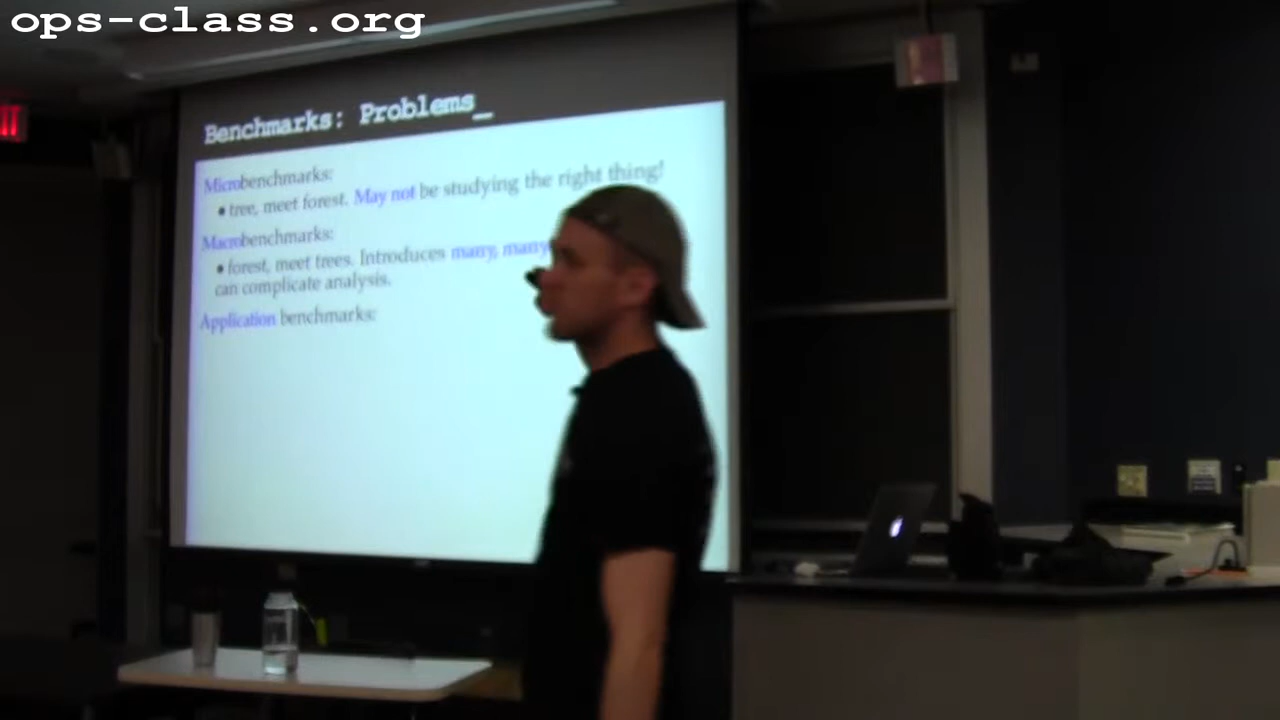 ops-class.org
Benchmarks: Problems_
Microbenchmarks:
• tree, meet forest. May not be studying the right thing!
Macrobenchmarks:
• forest, meet trees. Introduces many, many
can complicate analysis.
Application benchmarks: